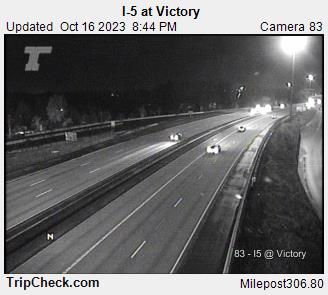 I-5 at Victory
Updated Oct 16 2023 8:44 PM Camera 83
T
N
83 - I5 @ Victory
TripCheck.com Milepost306.80